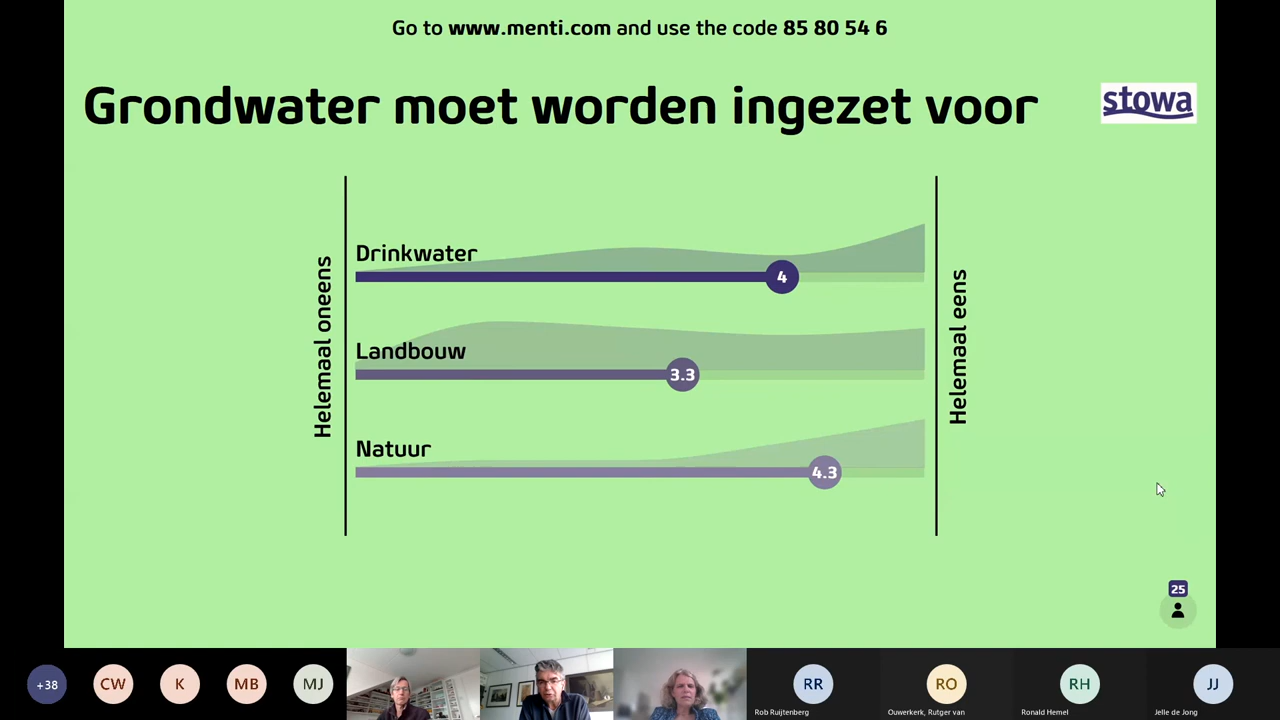 Go to www.menti.com and use the code 85 80 54 6
Grondwater moet worden ingezet voor
stowa
Helemaal oneens
Drinkwater
4
Landbouw
3.3
Natuur
4.3
Helemaal eens
25
+38
CW
K
MB
MJ
RR
Rob Ruijtenberg
RO
Ouwerkerk, Rutger van
RH
Ronald Hemel
JJ
Jelle de Jong